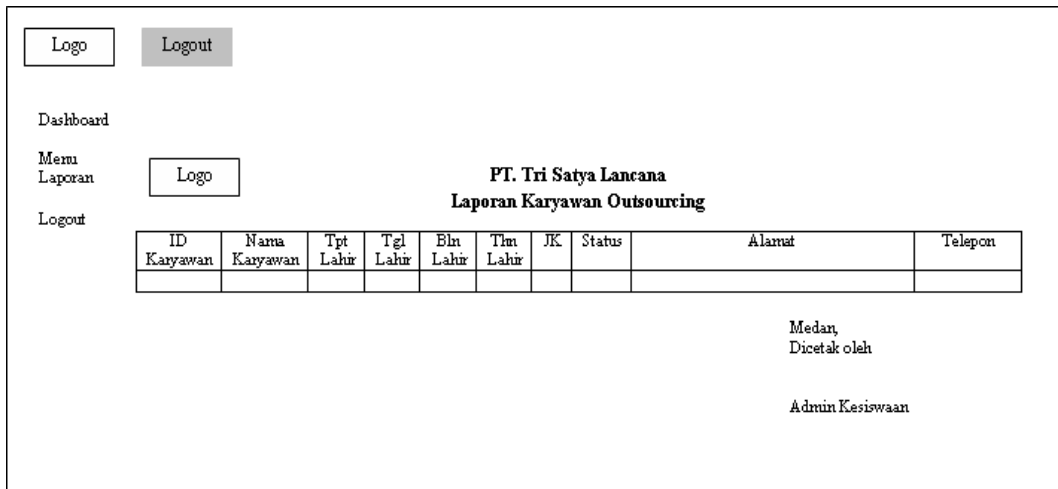 Logo Logout
Dashboard
Menu
Laporan
Logout
Logo
PT. Tri Satya Lancana
Laporan Karyawan Outsourcing
ID Karyawan Nama Karyawan Tpt Lahir Tgl Lahir Bln Lahir Thn Lahir JK Status Alamat Telepon
Medan,
Dicetak oleh
Admin Kesiswaan